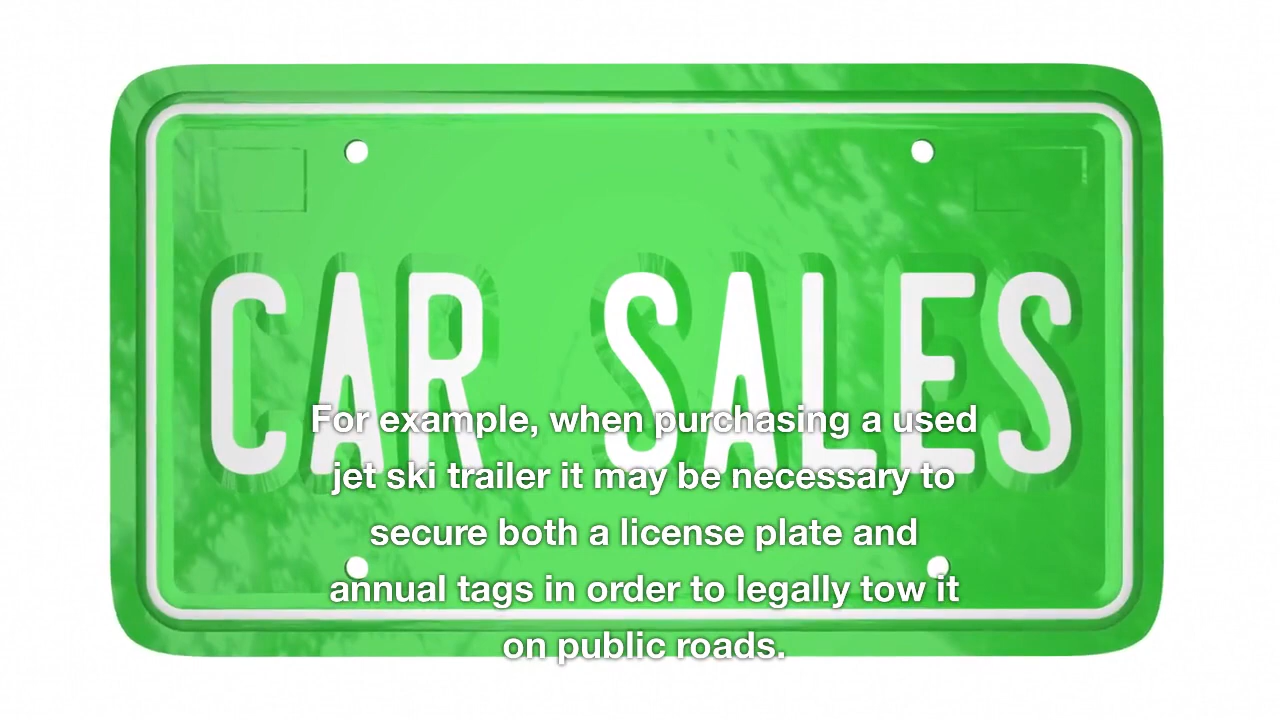 CAR SALES
For example, when purchasing a used
jet ski trailer it may be necessary to
secure both a license plate and
annual tags in order to legally tow it
on public roads.